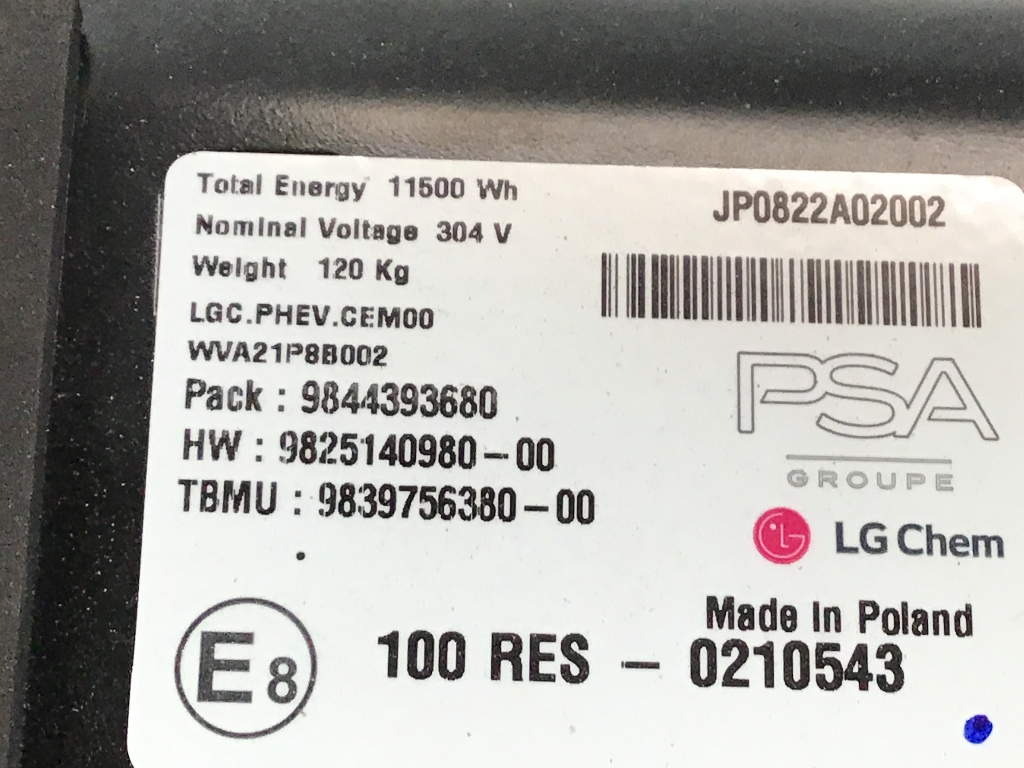 Total Energy 11500 Wh
Nominal Voltage 304 V
Weight 120 Kg
LGC.PHEV.CEM00
WVA21P8B002
Pack : 9844393680
HW : 9825140980-00
TBMU : 9839756380-00
JP0822A02002
PSA
GROUPE
LG LG Chem
Made In Poland
E8 100 RES - 0210543